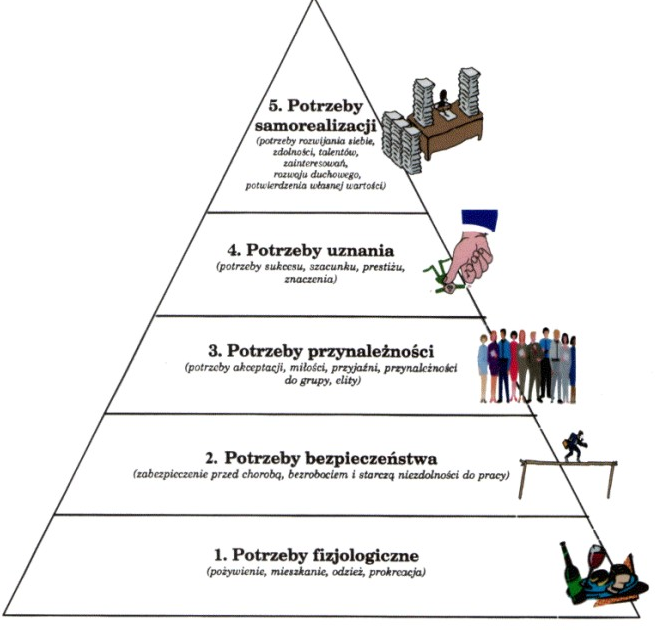 5. Potrzeby
samorealizacji
(potrzeby rozwijania siebie,
zdolności, talentów,
zainteresowań,
rozwoju duchowego,
potwierdzenia własnej wartości)
4. Potrzeby uznania
(potrzeby sukcesu, szacunku, prestiżu,
znaczenia)
3. Potrzeby przynależności
(potrzeby akceptacji, miłości, przyjaźni, przynależności
do grupy, elity)
2. Potrzeby bezpieczeństwa
(zabezpieczenie przed chorobą, bezrobociem i starczą niezdolności do pracy)
1. Potrzeby fizjologiczne
(pożywienie, mieszkanie, odzież, prokreacja)